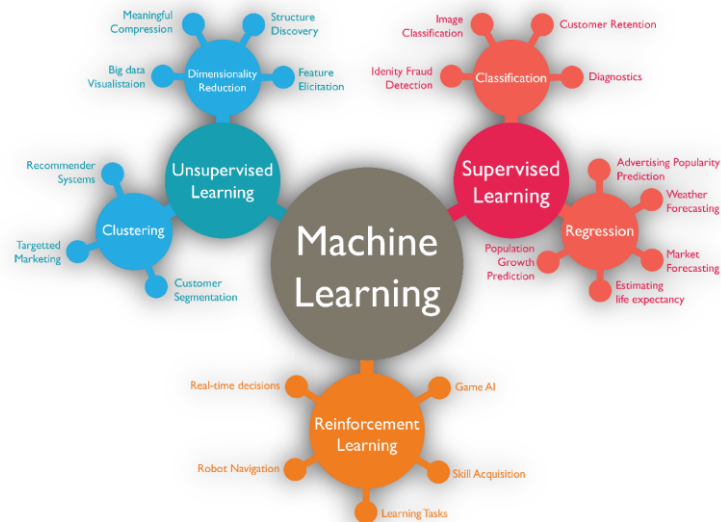 Meaningful
Compression
Structure
Discovery
Big data
Visualistaion
Dimensionality
Reduction
Feature
Elicitation
Unsupervised
Learning
Recommender
Systems
Clustering
Targetted
Marketing
Customer
Segmentation
Machine
Learning
Image
Classification
Customer Retention
Idenity Fraud
Detection
Classification
Diagnostics
Supervised
Learning
Advertising Popularity
Prediction
Weather
Forecasting
Regression
Population
Growth
Prediction
Market
Forecasting
Estimating
life expectancy
Real-time decisions
Game AI
Reinforcement
Learning
Robot Navigation
Skill Acquisition
Learning Tasks